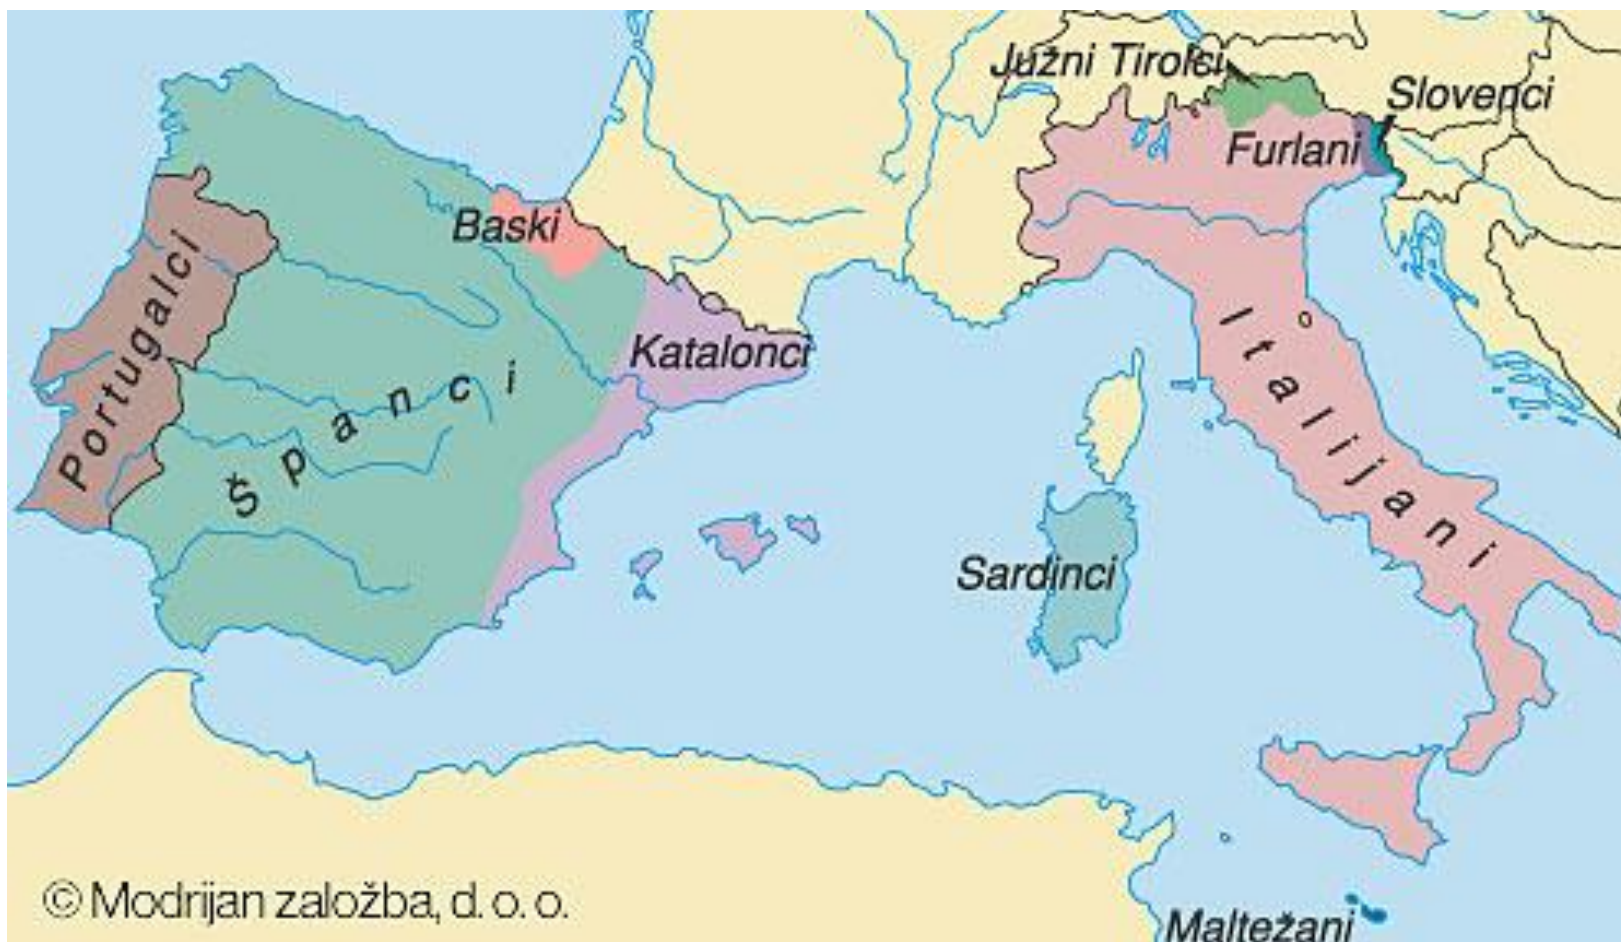 Južni Tirolci
Slovenci
Furlani
Baski
Portugalci
Katalonci
Španci
Italijani
Sardinci
© Modrijan založba, d. o. o.
Maltežani